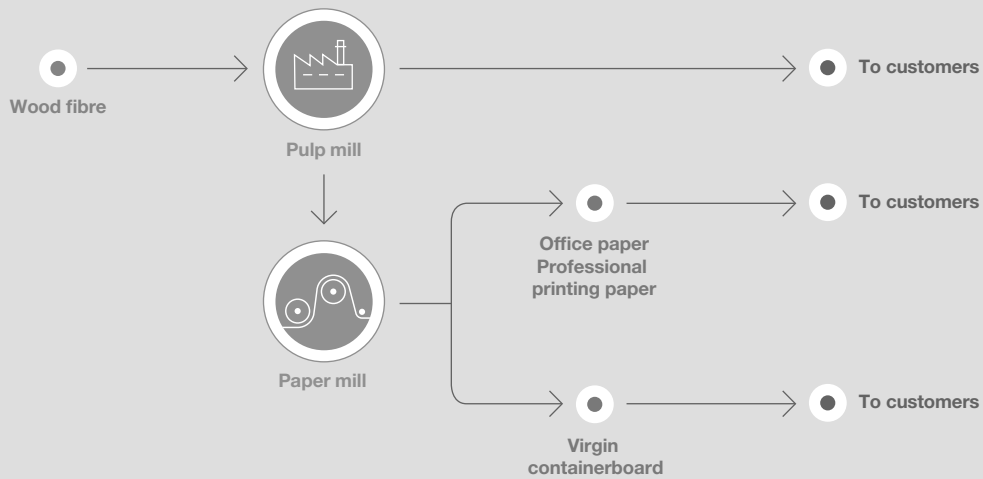 To customers
Wood fibre
Pulp mill
To customers
Office paper
Professional
printing paper
Paper mill
To customers
Virgin
containerboard